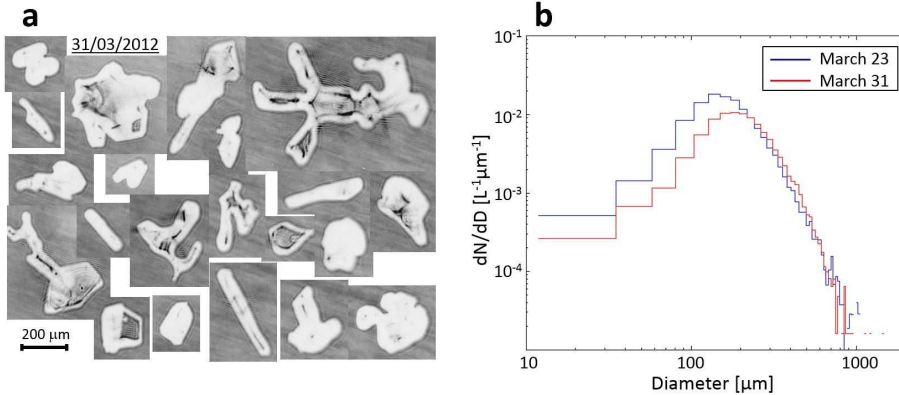 a
31/03/2012
200 μm
b
March 23
March 31
10⁻¹
10⁻²
10⁻³
10⁻⁴
dN/dD [L⁻¹μm⁻¹]
10
100
1000
Diameter [μm]